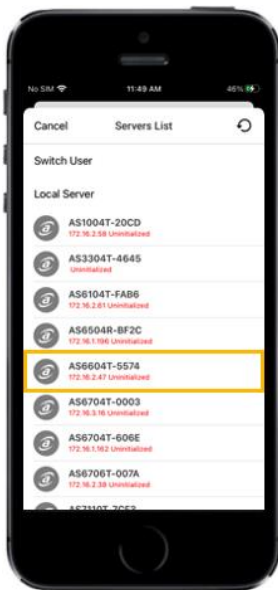 No SIM 11:49 AM 46%
Cancel Servers List
Switch User
Local Server
AS1004T-20CD
172.16.2.58 Uninitialized
AS3304T-4645
Uninitialized
AS6104T-FAB6
172.16.2.61 Uninitialized
AS6504R-BF2C
172.16.1.196 Uninitialized
AS6604T-5574
172.16.2.47 Uninitialized
AS6704T-0003
172.16.3.16 Uninitialized
AS6704T-606E
172.16.1.162 Uninitialized
AS6706T-007A
172.16.2.38 Uninitialized